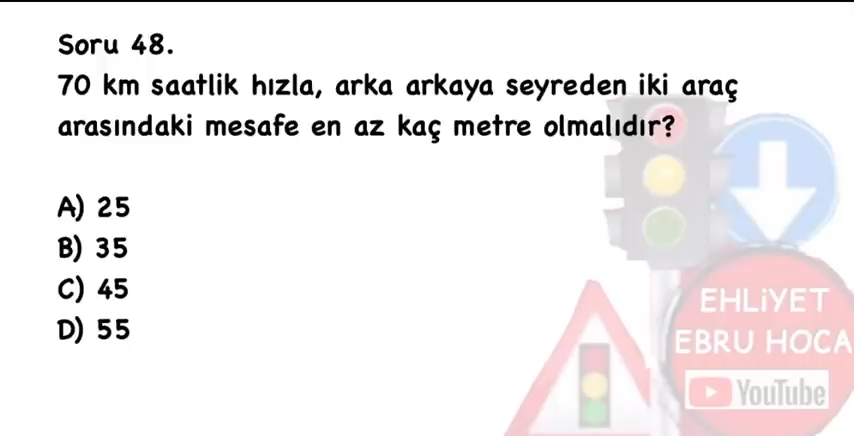 Soru 48.
70 km saatlik hızla, arka arkaya seyreden iki araç
arasındaki mesafe en az kaç metre olmalıdır?
A) 25
B) 35
C) 45
D) 55
EHLİYET
EBRU HOCA
YouTube